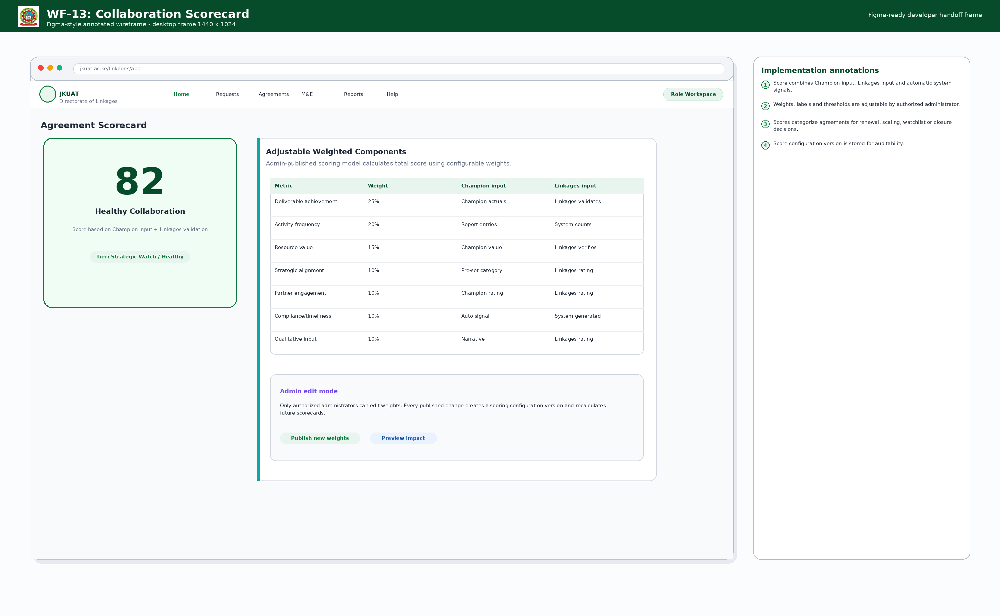 WF-13: Collaboration Scorecard
Figma-style annotated wireframe - desktop frame 1440 x 1024
Figma-ready developer handoff frame
jkuat.ac.ke/linkages/app
JKUAT
Directorate of Linkages
Home Requests Agreements M&E Reports Help
Role Workspace
Agreement Scorecard
82
Healthy Collaboration
Score based on Champion input + Linkages validation
Tier: Strategic Watch / Healthy
Adjustable Weighted Components
Admin-published scoring model calculates total score using configurable weights.
Metric Weight Champion input Linkages input
Deliverable achievement 25% Champion actuals Linkages validates
Activity frequency 20% Report entries System counts
Resource value 15% Champion value Linkages verifies
Strategic alignment 10% Pre-set category Linkages rating
Partner engagement 10% Champion rating Linkages rating
Compliance/timeliness 10% Auto signal System generated
Qualitative input 10% Narrative Linkages rating
Admin edit mode
Only authorized administrators can edit weights. Every published change creates a scoring configuration version and recalculates
future scorecards.
Publish new weights Preview impact
Implementation annotations
1 Score combines Champion input, Linkages input and automatic system
signals.
2 Weights, labels and thresholds are adjustable by authorized administrator.
3 Scores categorize agreements for renewal, scaling, watchlist or closure
decisions.
4 Score configuration version is stored for auditability.